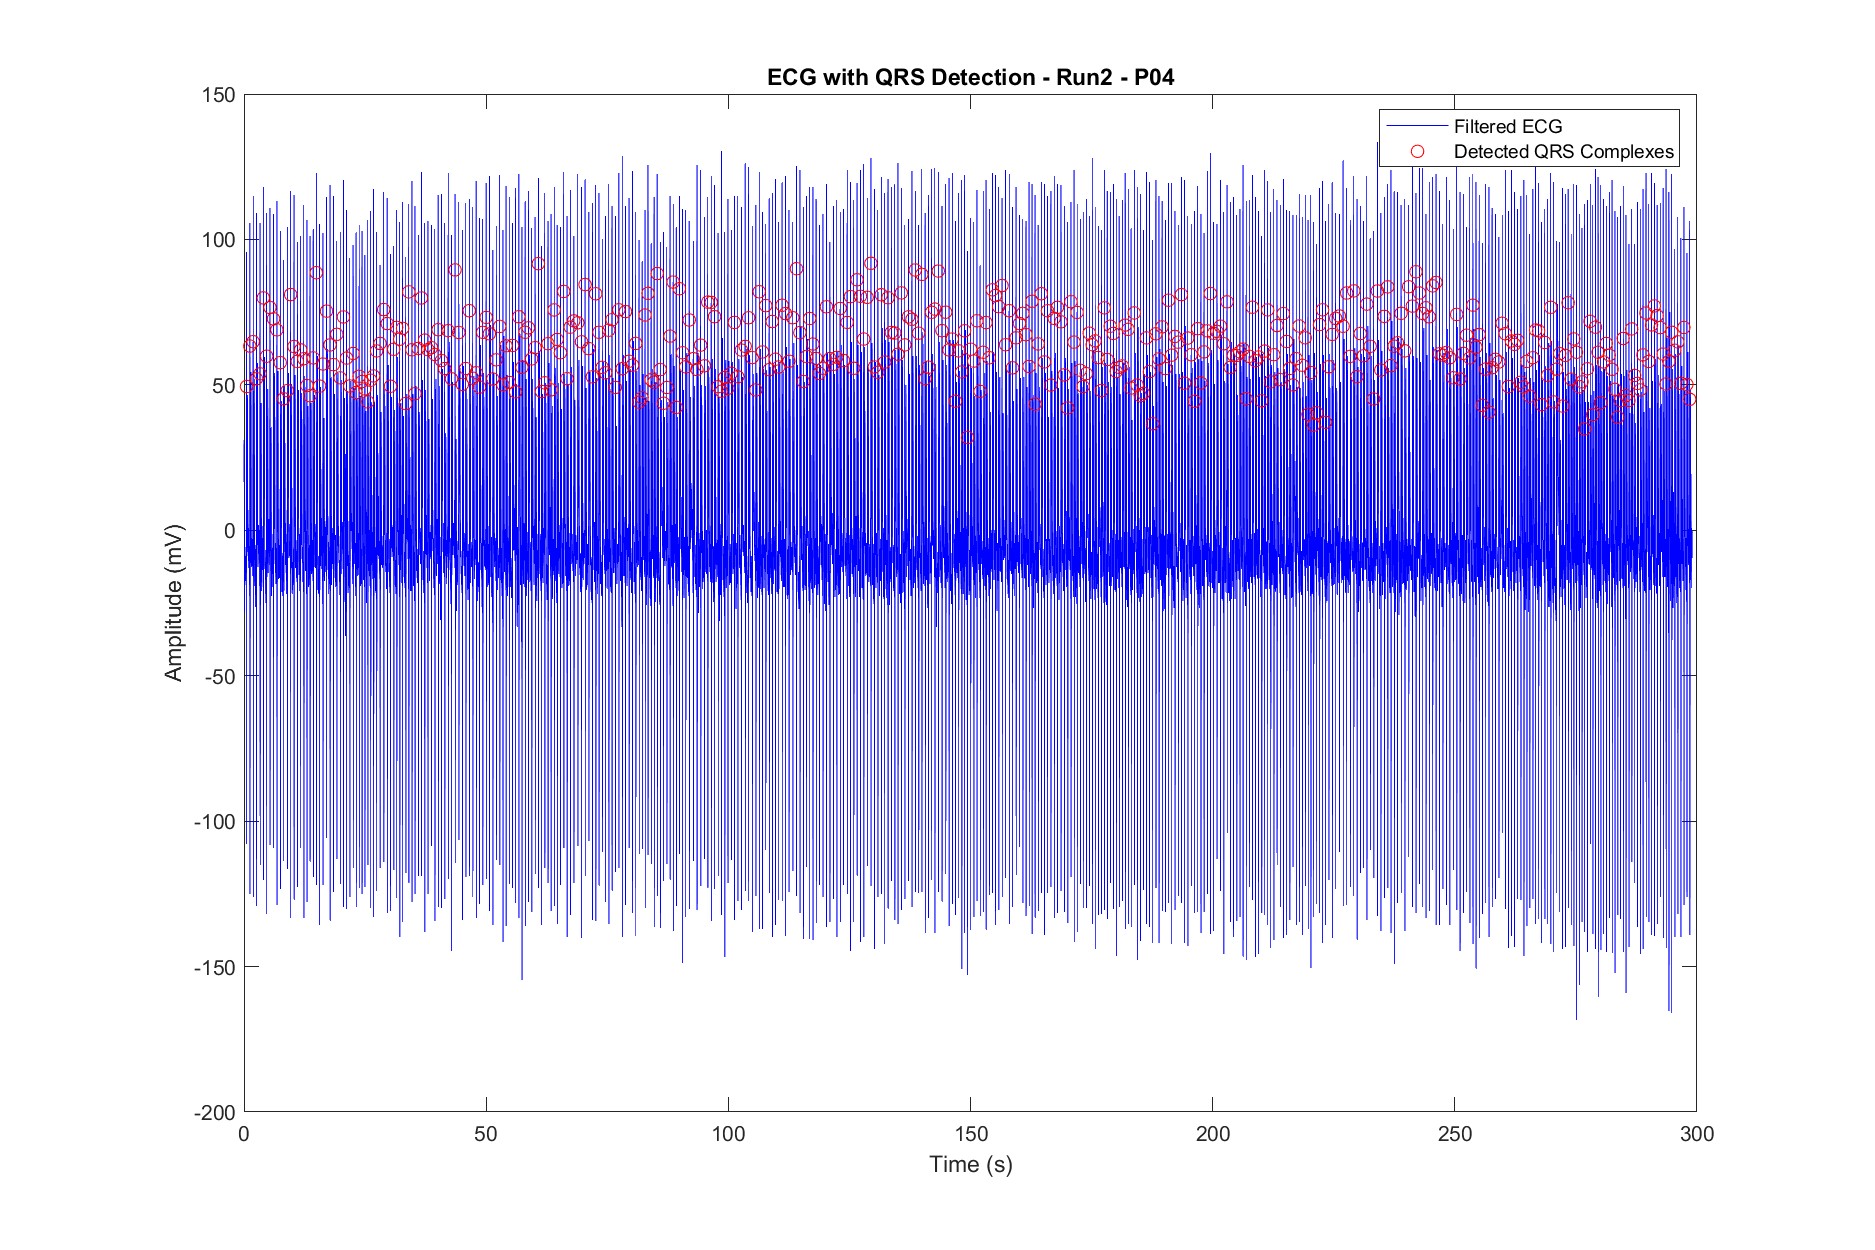 ECG with QRS Detection - Run2 - P04
Filtered ECG
Detected QRS Complexes
150
100
50
0
-50
-100
-150
-200
Amplitude (mV)
0 50 100 150 200 250 300
Time (s)